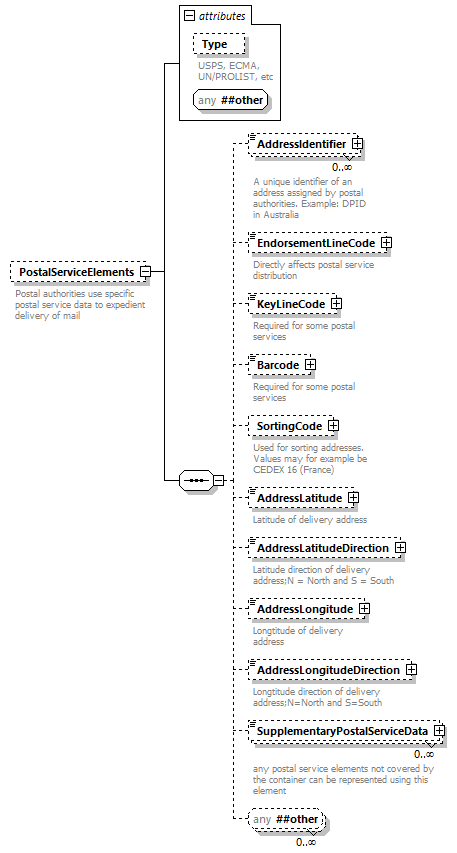 attributes
Type
USPS, ECMA,
UN/PROLIST, etc
any ##other
AddressIdentifier
0..∞
A unique identifier of an
address assigned by postal
authorities. Example: DPID
in Australia
EndorsementLineCode
Directly affects postal service
distribution
PostalServiceElements
Postal authorities use specific
postal service data to expedient
delivery of mail
KeyLineCode
Required for some postal
services
Barcode
Required for some postal
services
SortingCode
Used for sorting addresses.
Values may for example be
CEDEX 16 (France)
AddressLatitude
Latitude of delivery address
AddressLatitudeDirection
Latitude direction of delivery
address;N = North and S = South
AddressLongitude
Longtitude of delivery
address
AddressLongitudeDirection
Longtitude direction of delivery
address;N=North and S=South
SupplementaryPostalServiceData
0..∞
any postal service elements not covered by
the container can be represented using this
element
any ##other
0..∞